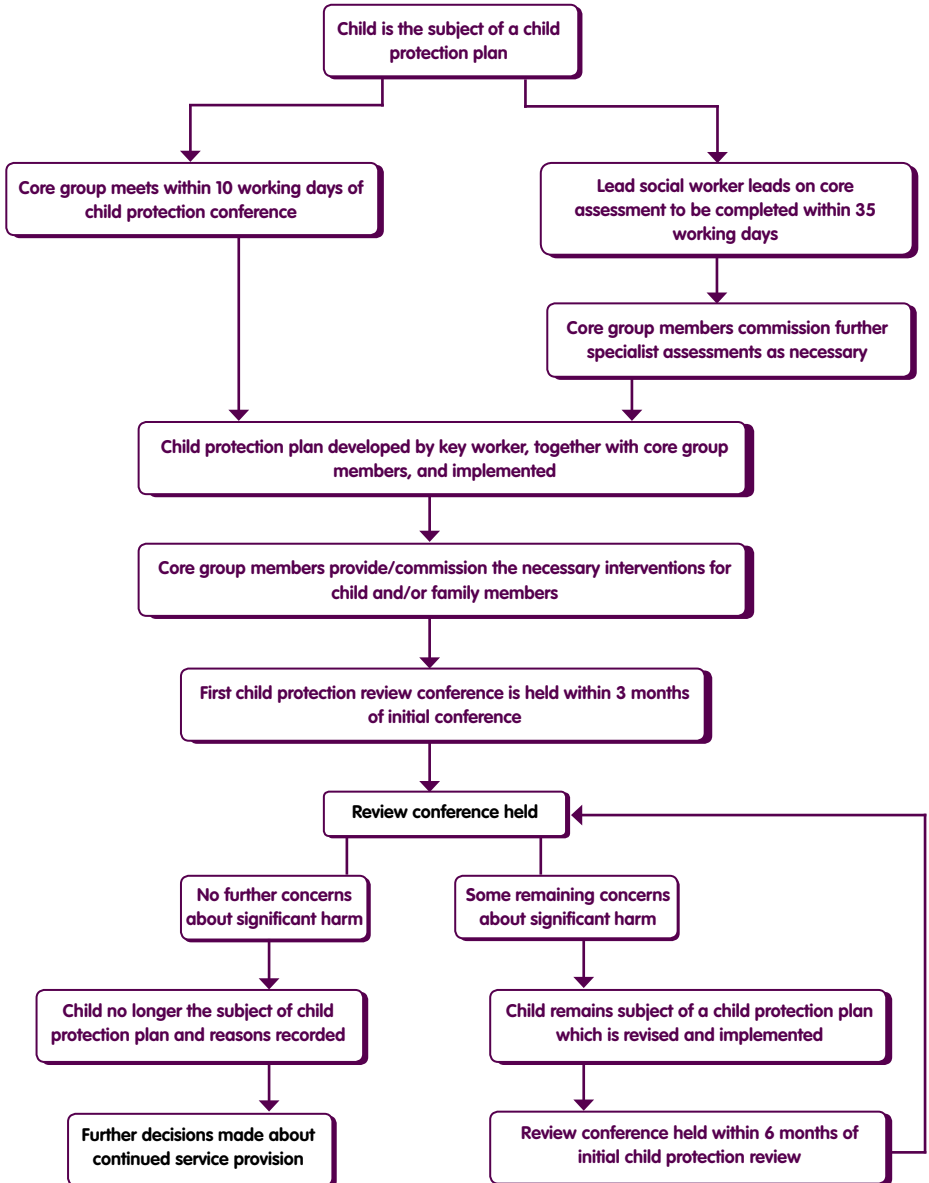 Child is the subject of a child
protection plan
Core group meets within 10 working days of
child protection conference
Lead social worker leads on core
assessment to be completed within 35
working days
Core group members commission further
specialist assessments as necessary
Child protection plan developed by key worker, together with core group
members, and implemented
Core group members provide/commission the necessary interventions for
child and/or family members
First child protection review conference is held within 3 months
of initial conference
Review conference held
No further concerns
about significant harm
Some remaining concerns
about significant harm
Child no longer the subject of child
protection plan and reasons recorded
Child remains subject of a child protection plan
which is revised and implemented
Further decisions made about
continued service provision
Review conference held within 6 months of
initial child protection review